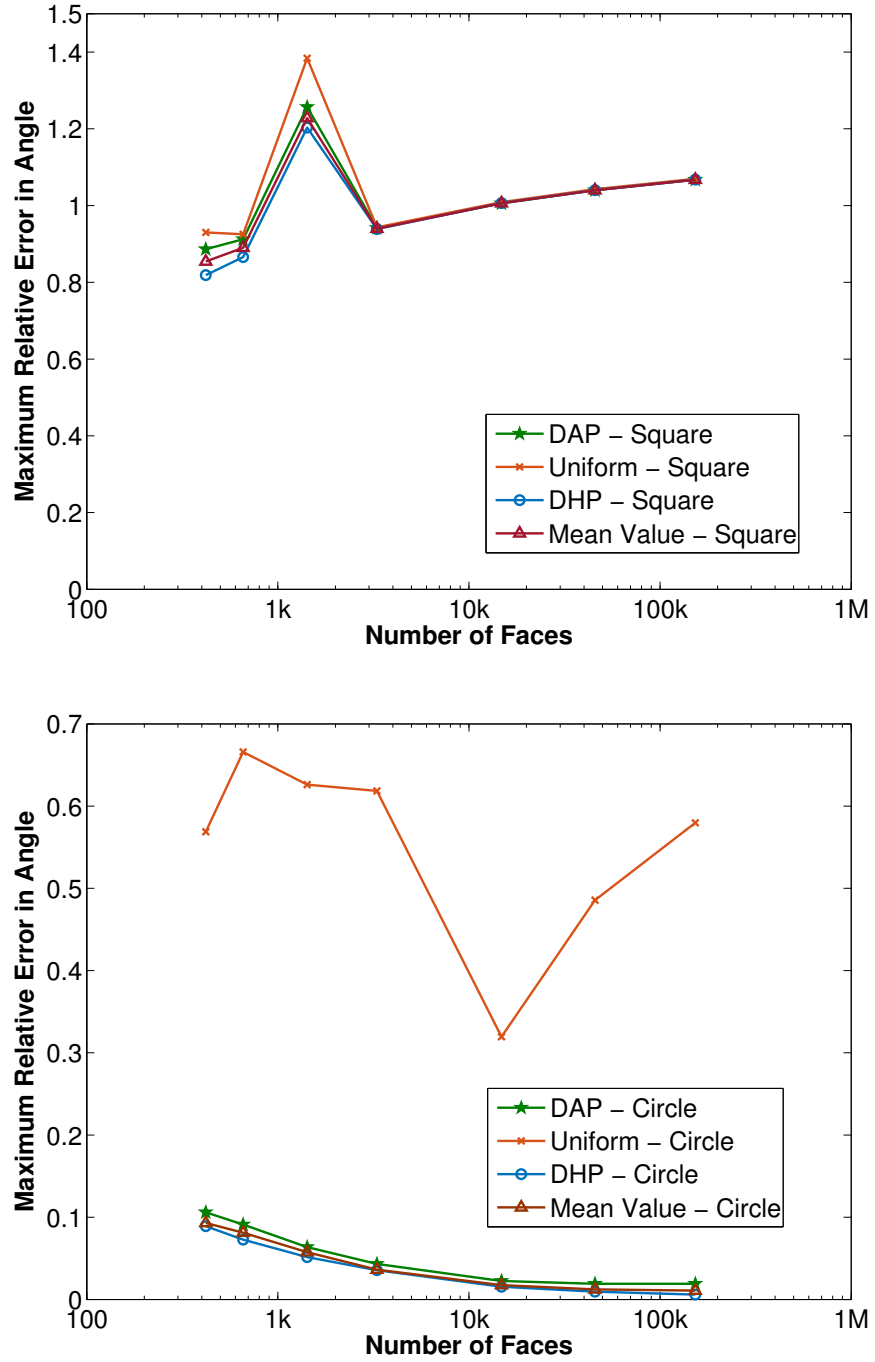 1.5
1.4
1.2
1
0.8
0.6
0.4
0.2
0
Maximum Relative Error in Angle
DAP − Square
Uniform − Square
DHP − Square
Mean Value − Square
100 1k 10k 100k 1M
Number of Faces
0.7
0.6
0.5
0.4
0.3
0.2
0.1
0
Maximum Relative Error in Angle
DAP − Circle
Uniform − Circle
DHP − Circle
Mean Value − Circle
100 1k 10k 100k 1M
Number of Faces